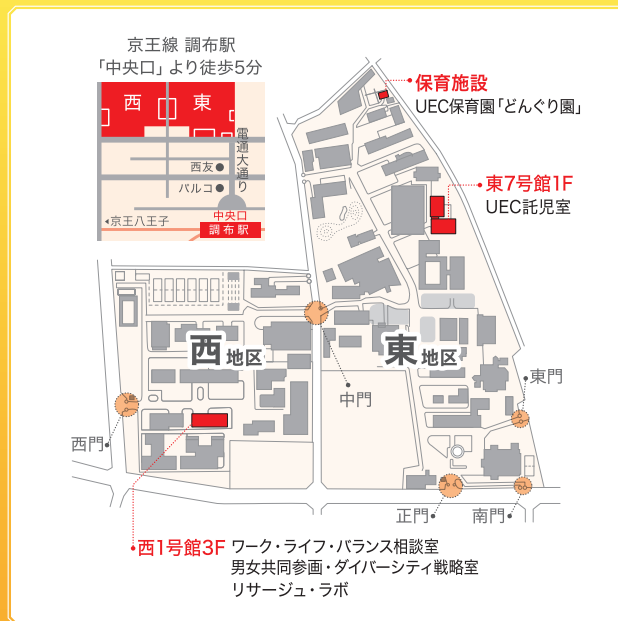 京王線 調布駅
「中央口」より徒歩5分
西
東
電通大通り
西友●
パルコ●
中央口
◂京王八王子
調布駅
保育施設
UEC保育園「どんぐり園」
東7号館1F
UEC託児室
西地区
東地区
中門
東門
西門
正門
南門
西1号館3F ワーク・ライフ・バランス相談室
男女共同参画・ダイバーシティ戦略室
リサージュ・ラボ